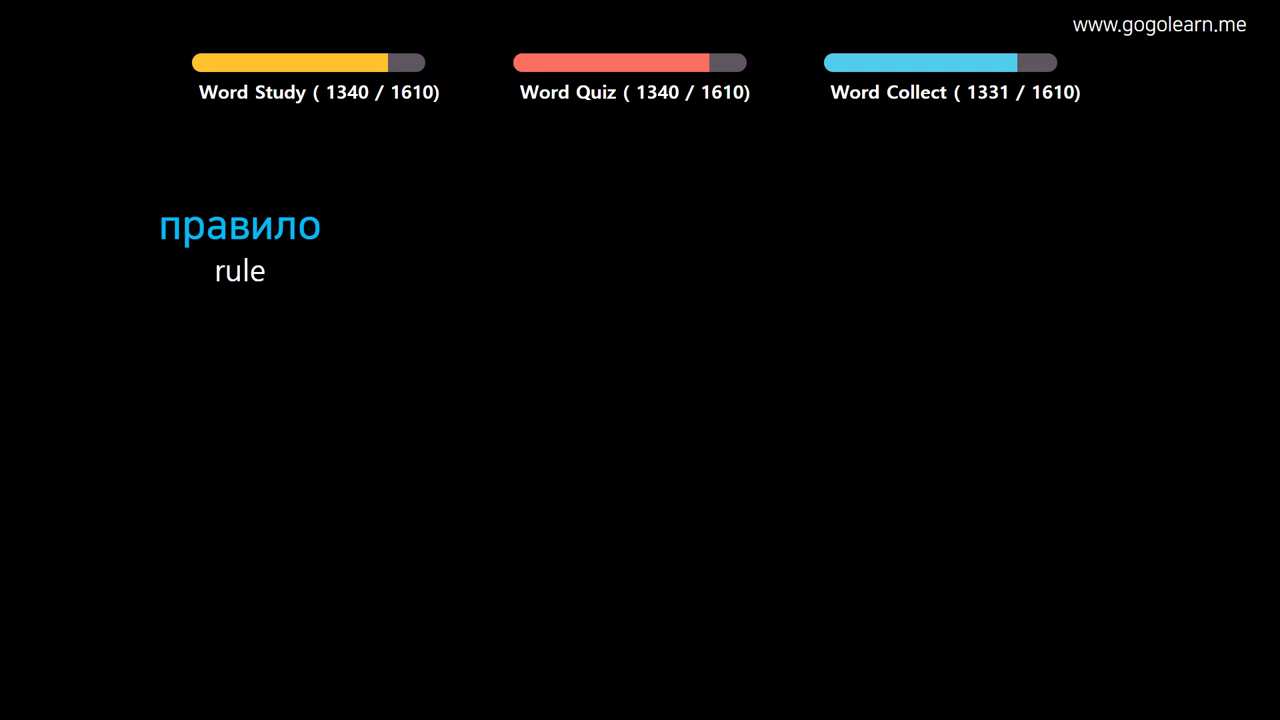 www.gogolearn.me
Word Study ( 1340 / 1610)
Word Quiz ( 1340 / 1610)
Word Collect ( 1331 / 1610)
правило
rule